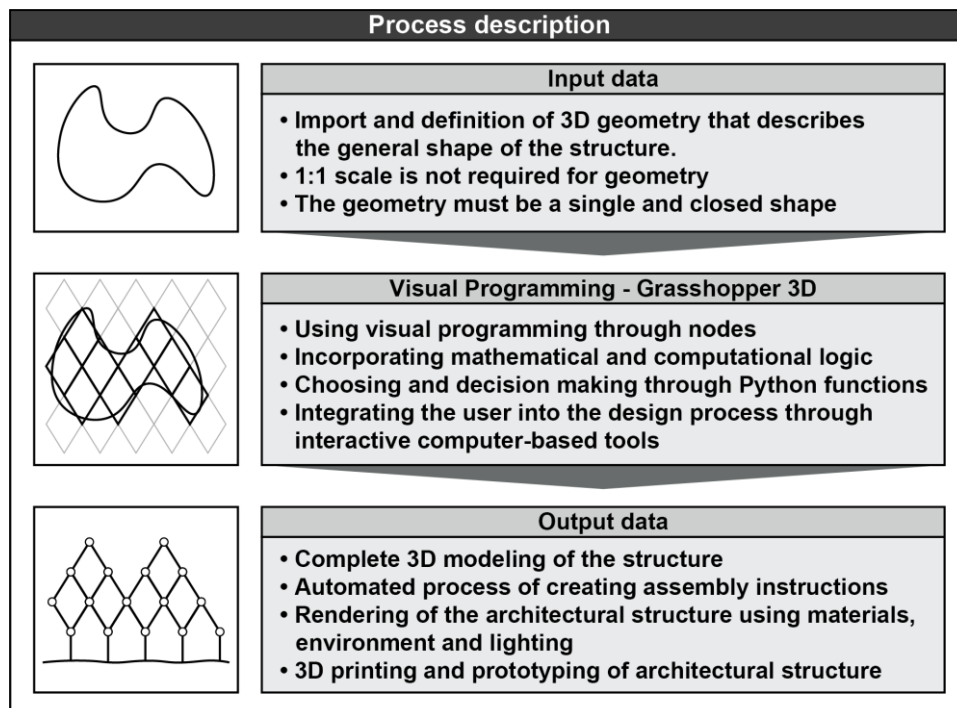 Process description
Input data
• Import and definition of 3D geometry that describes
the general shape of the structure.
• 1:1 scale is not required for geometry
• The geometry must be a single and closed shape
Visual Programming - Grasshopper 3D
• Using visual programming through nodes
• Incorporating mathematical and computational logic
• Choosing and decision making through Python functions
• Integrating the user into the design process through
interactive computer-based tools
Output data
• Complete 3D modeling of the structure
• Automated process of creating assembly instructions
• Rendering of the architectural structure using materials,
environment and lighting
• 3D printing and prototyping of architectural structure